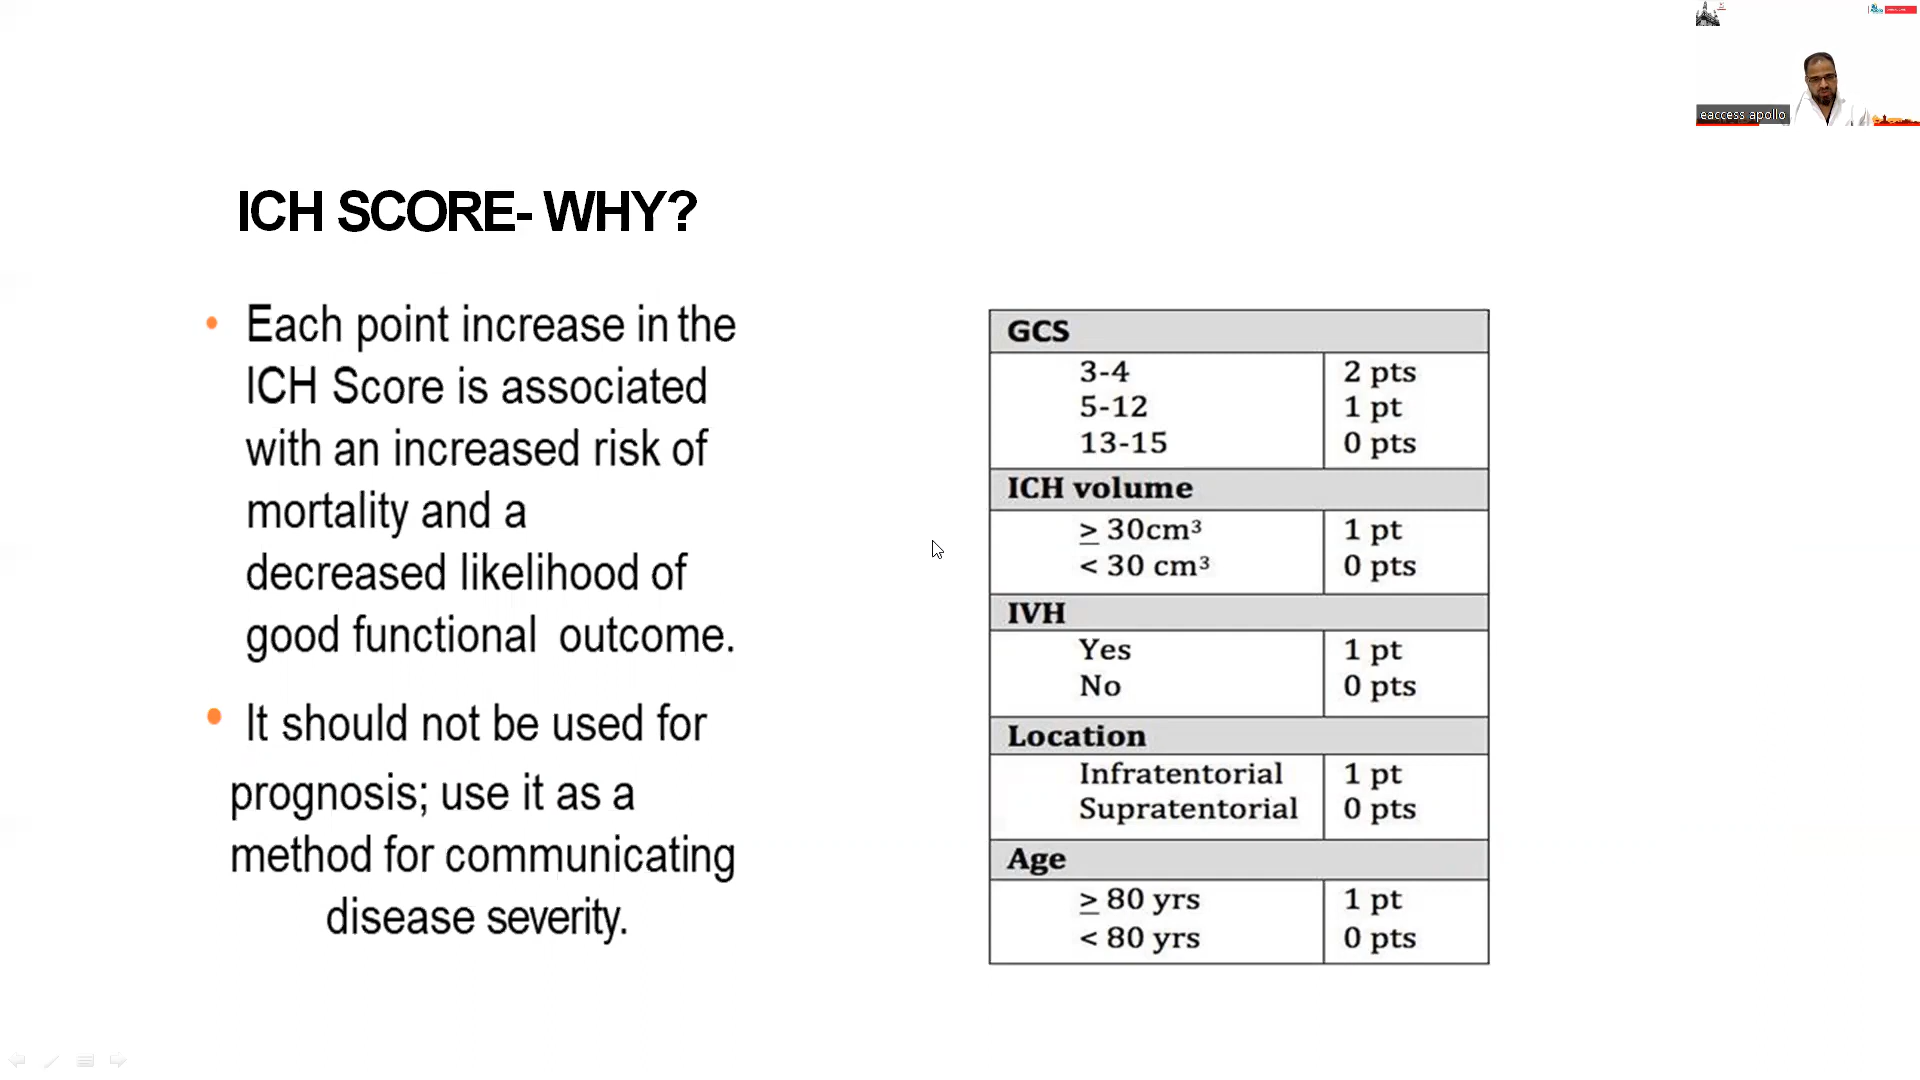 eaccess apollo
ICH SCORE- WHY?
• Each point increase in the
ICH Score is associated
with an increased risk of
mortality and a
decreased likelihood of
good functional outcome.
• It should not be used for
prognosis; use it as a
method for communicating
disease severity.
GCS
3-4 2 pts
5-12 1 pt
13-15 0 pts
ICH volume
≥ 30cm³ 1 pt
< 30 cm³ 0 pts
IVH
Yes 1 pt
No 0 pts
Location
Infratentorial 1 pt
Supratentorial 0 pts
Age
≥ 80 yrs 1 pt
< 80 yrs 0 pts